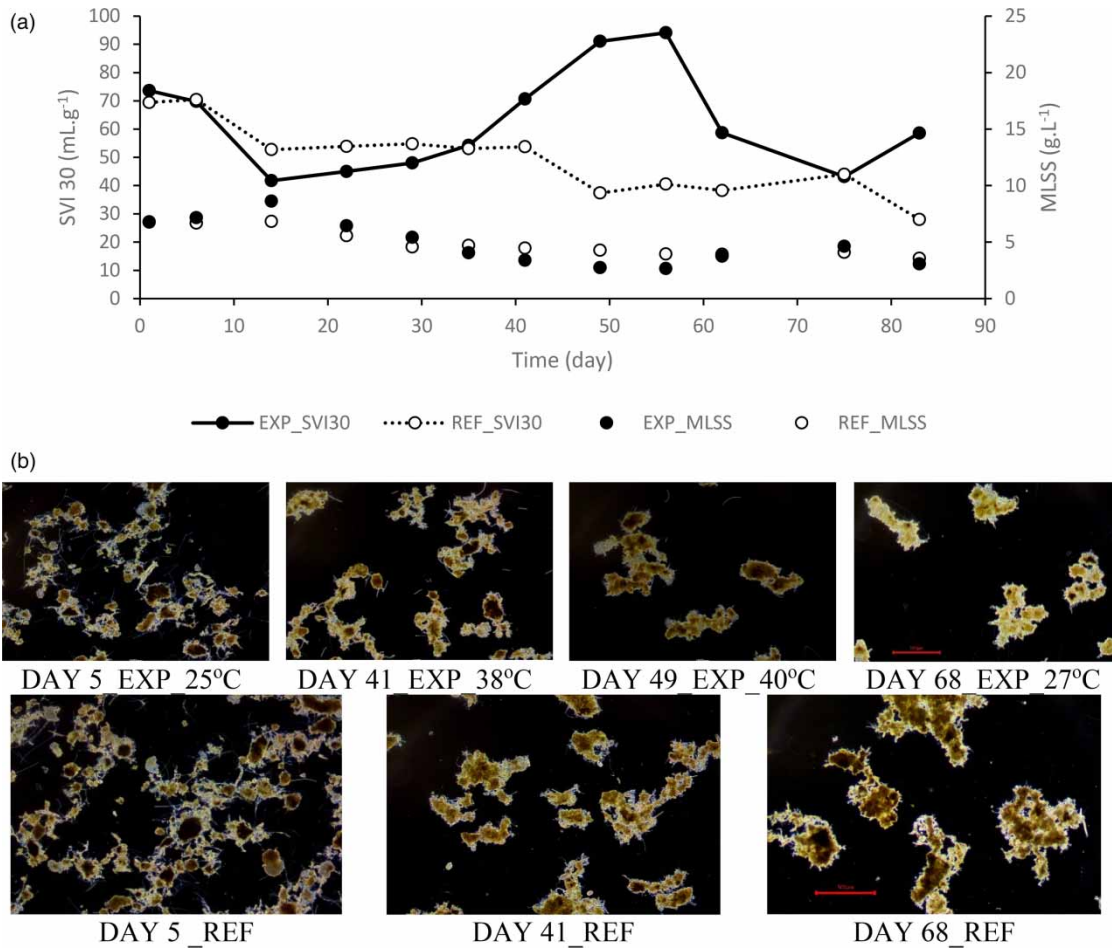 (a)
100
90
80
70
60
50
40
30
20
10
0
SVI 30 (mL.g-1)
25
20
15
10
5
0
MLSS (g.L-1)
0 10 20 30 40 50 60 70 80 90
Time (day)
EXP_SVI30 REF_SVI30 EXP_MLSS REF_MLSS
(b)
DAY 5_EXP_25ºC DAY 41_EXP_38ºC DAY 49_EXP_40ºC DAY 68_EXP_27ºC
DAY 5 _REF DAY 41_REF DAY 68_REF